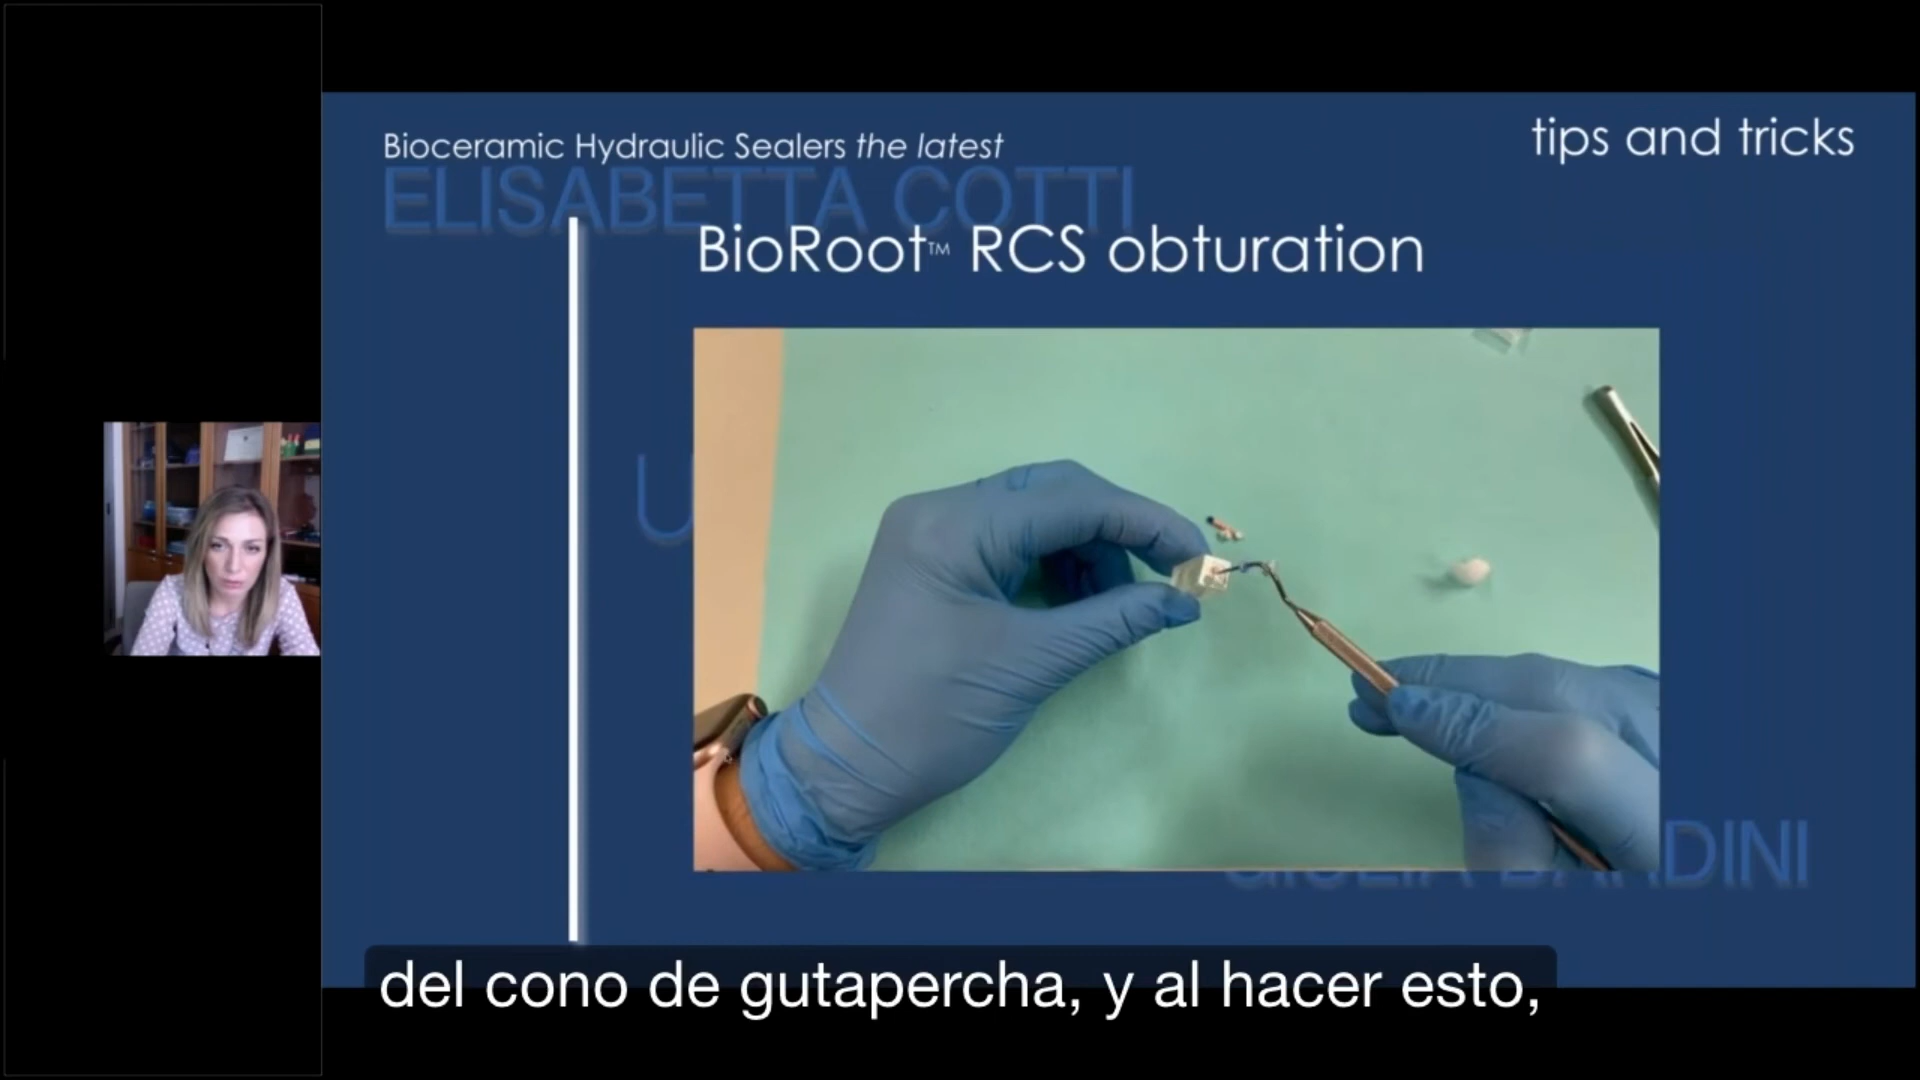 Bioceramic Hydraulic Sealers the latest
tips and tricks
ELISABETTA COTTI
BioRoot™ RCS obturation
del cono de gutapercha, y al hacer esto,